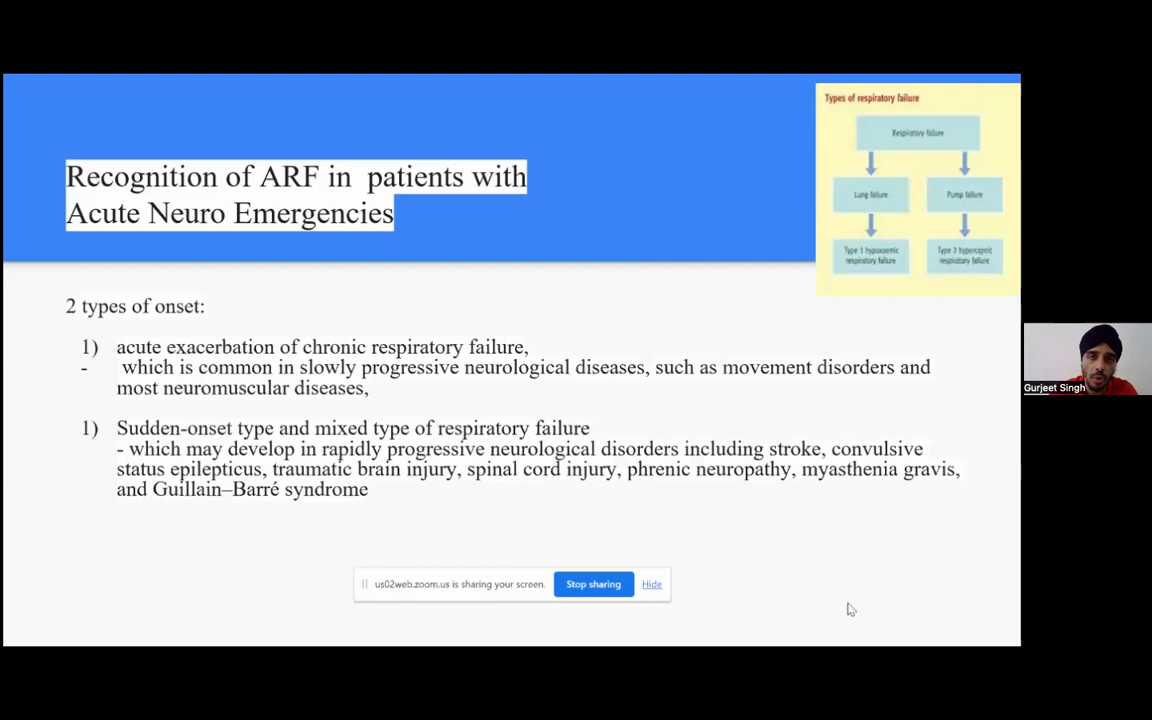 Types of respiratory failure
Respiratory failure
Lung failure
Pump failure
Type 1 hypoxaemic
respiratory failure
Type 2 hypercapnic
respiratory failure
Recognition of ARF in  patients with
Acute Neuro Emergencies
2 types of onset:
1) acute exacerbation of chronic respiratory failure,
- which is common in slowly progressive neurological diseases, such as movement disorders and
most neuromuscular diseases,
1) Sudden-onset type and mixed type of respiratory failure
- which may develop in rapidly progressive neurological disorders including stroke, convulsive
status epilepticus, traumatic brain injury, spinal cord injury, phrenic neuropathy, myasthenia gravis,
and Guillain–Barré syndrome
us02web.zoom.us is sharing your screen.
Stop sharing
Hide
Gurjeet Singh